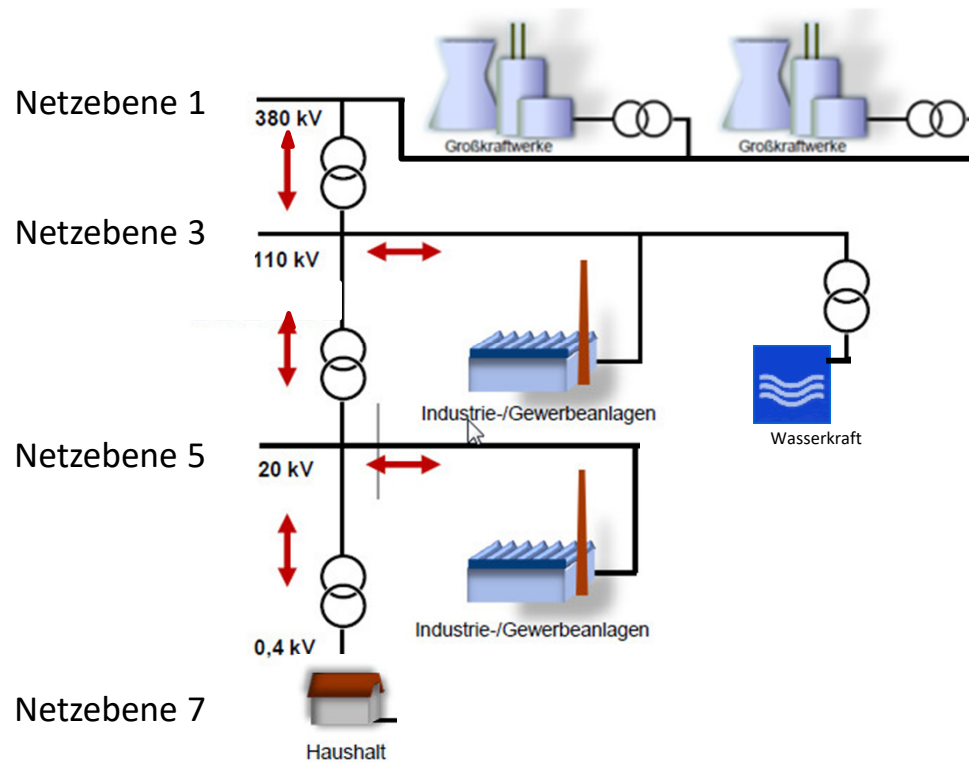 Netzebene 1
380 kV
Großkraftwerke
Großkraftwerke
Netzebene 3
110 kV
Industrie-/Gewerbeanlagen
Wasserkraft
Netzebene 5
20 kV
Industrie-/Gewerbeanlagen
0,4 kV
Netzebene 7
Haushalt